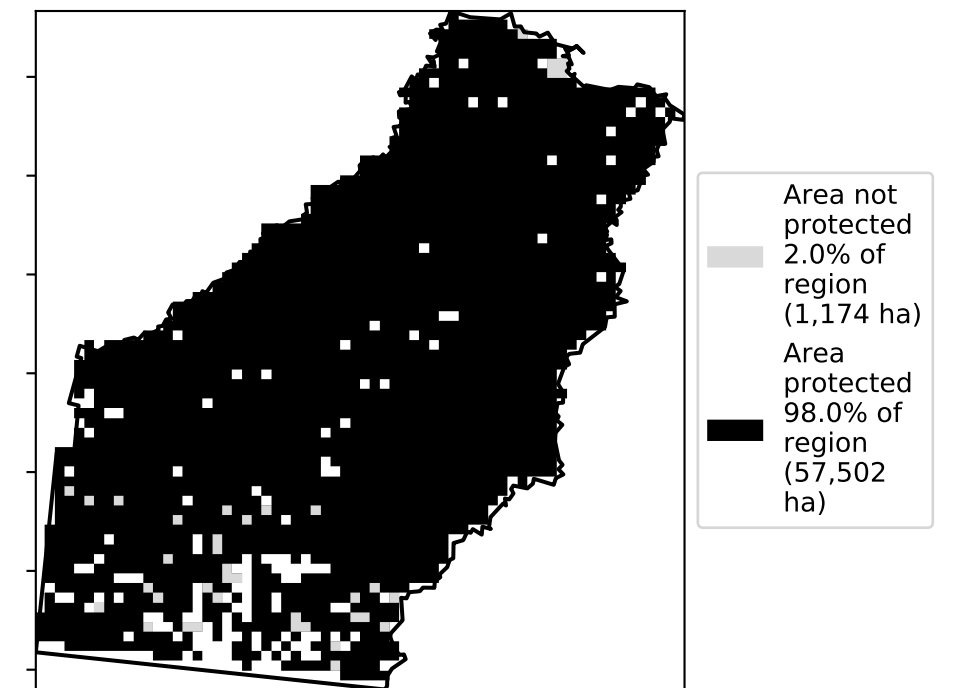 Area not
protected
2.0% of
region
(1,174 ha)
Area
protected
98.0% of
region
(57,502
ha)